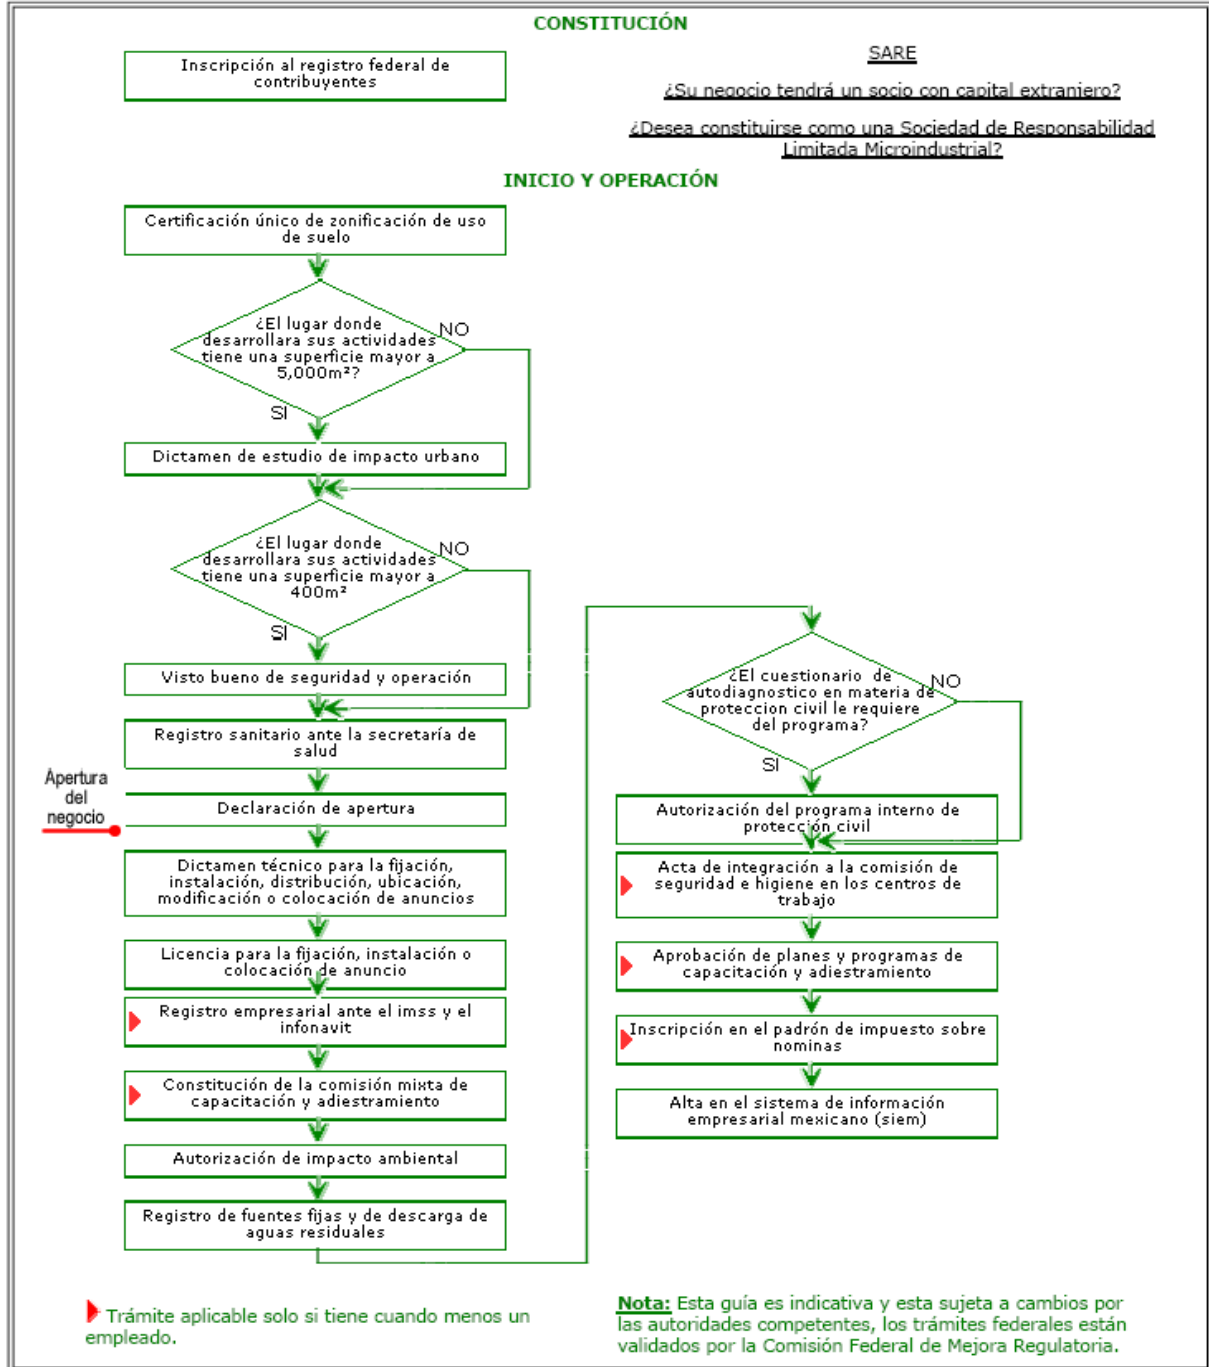 CONSTITUCIÓN
Inscripción al registro federal de
contribuyentes
SARE
¿Su negocio tendrá un socio con capital extranjero?
¿Desea constituirse como una Sociedad de Responsabilidad
Limitada Microindustrial?
INICIO Y OPERACIÓN
Certificación único de zonificación de uso
de suelo
¿El lugar donde
desarrollara sus actividades
tiene una superficie mayor a
5,000m²?
NO
SI
Dictamen de estudio de impacto urbano
¿El lugar donde
desarrollara sus actividades
tiene una superficie mayor a
400m²
NO
SI
Visto bueno de seguridad y operación
Registro sanitario ante la secretaría de
salud
Apertura
del
negocio
Declaración de apertura
Dictamen técnico para la fijación,
instalación, distribución, ubicación,
modificación o colocación de anuncios
Licencia para la fijación, instalación o
colocación de anuncio
Registro empresarial ante el imss y el
infonavit
Constitución de la comisión mixta de
capacitación y adiestramiento
Autorización de impacto ambiental
Registro de fuentes fijas y de descarga de
aguas residuales
¿El cuestionario de
autodiagnostico en materia de
proteccion civil le requiere
del programa?
NO
SI
Autorización del programa interno de
protección civil
Acta de integración a la comisión de
seguridad e higiene en los centros de
trabajo
Aprobación de planes y programas de
capacitación y adiestramiento
Inscripción en el padrón de impuesto sobre
nominas
Alta en el sistema de información
empresarial mexicano (siem)
Trámite aplicable solo si tiene cuando menos un
empleado.
Nota: Esta guía es indicativa y esta sujeta a cambios por
las autoridades competentes, los trámites federales están
validados por la Comisión Federal de Mejora Regulatoria.